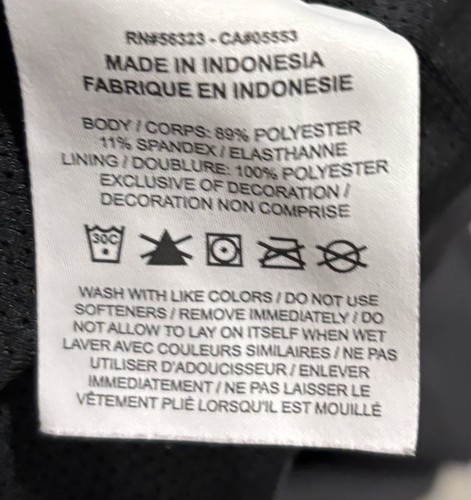 RN#56323 - CA#05553
MADE IN INDONESIA
FABRIQUE EN INDONESIE
BODY / CORPS: 89% POLYESTER
11% SPANDEX / ELASTHANNE
LINING / DOUBLURE: 100% POLYESTER
EXCLUSIVE OF DECORATION /
DECORATION NON COMPRISE
30C
WASH WITH LIKE COLORS / DO NOT USE
SOFTENERS / REMOVE IMMEDIATELY / DO
NOT ALLOW TO LAY ON ITSELF WHEN WET
LAVER AVEC COULEURS SIMILAIRES / NE PAS
UTILISER D'ADOUCISSEUR / ENLEVER
IMMEDIATEMENT / NE PAS LAISSER LE
VÊTEMENT PLIÉ LORSQU'IL EST MOUILLÉ